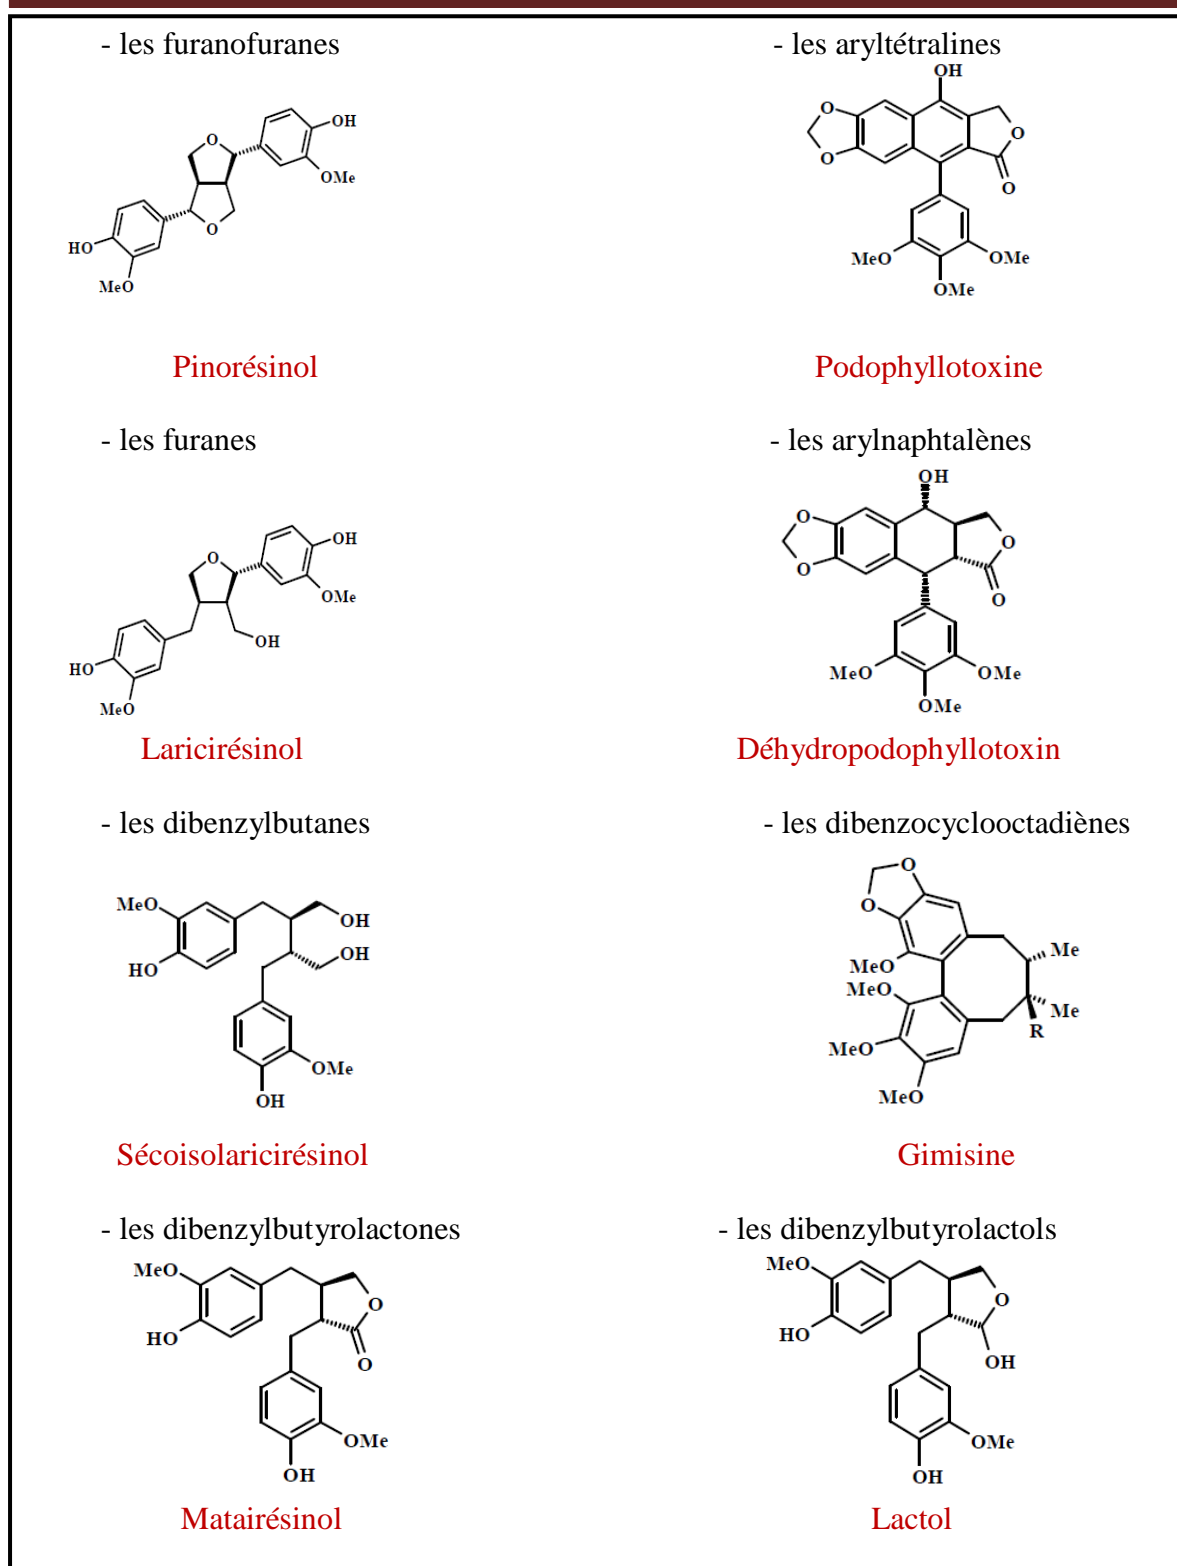 - les furanofuranes
- les aryltétralines
OH
O
OH
OMe
O
HO
MeO
O
O
O
O
MeO
OMe
OMe
Pinorésinol
Podophyllotoxine
- les furanes
- les arylnaphtalènes
O
OH
OMe
OH
HO
MeO
OH
O
O
O
O
MeO
OMe
OMe
Laricirésinol
Déhydropodophyllotoxin
- les dibenzylbutanes
- les dibenzocyclooctadiènes
MeO
HO
OH
OH
OMe
OH
O
O
MeO
MeO
MeO
MeO
Me
Me
R
Sécoisolaricirésinol
Gimisine
- les dibenzylbutyrolactones
- les dibenzylbutyrolactols
MeO
HO
O
O
OMe
OH
MeO
HO
O
OH
OMe
OH
Matairésinol
Lactol